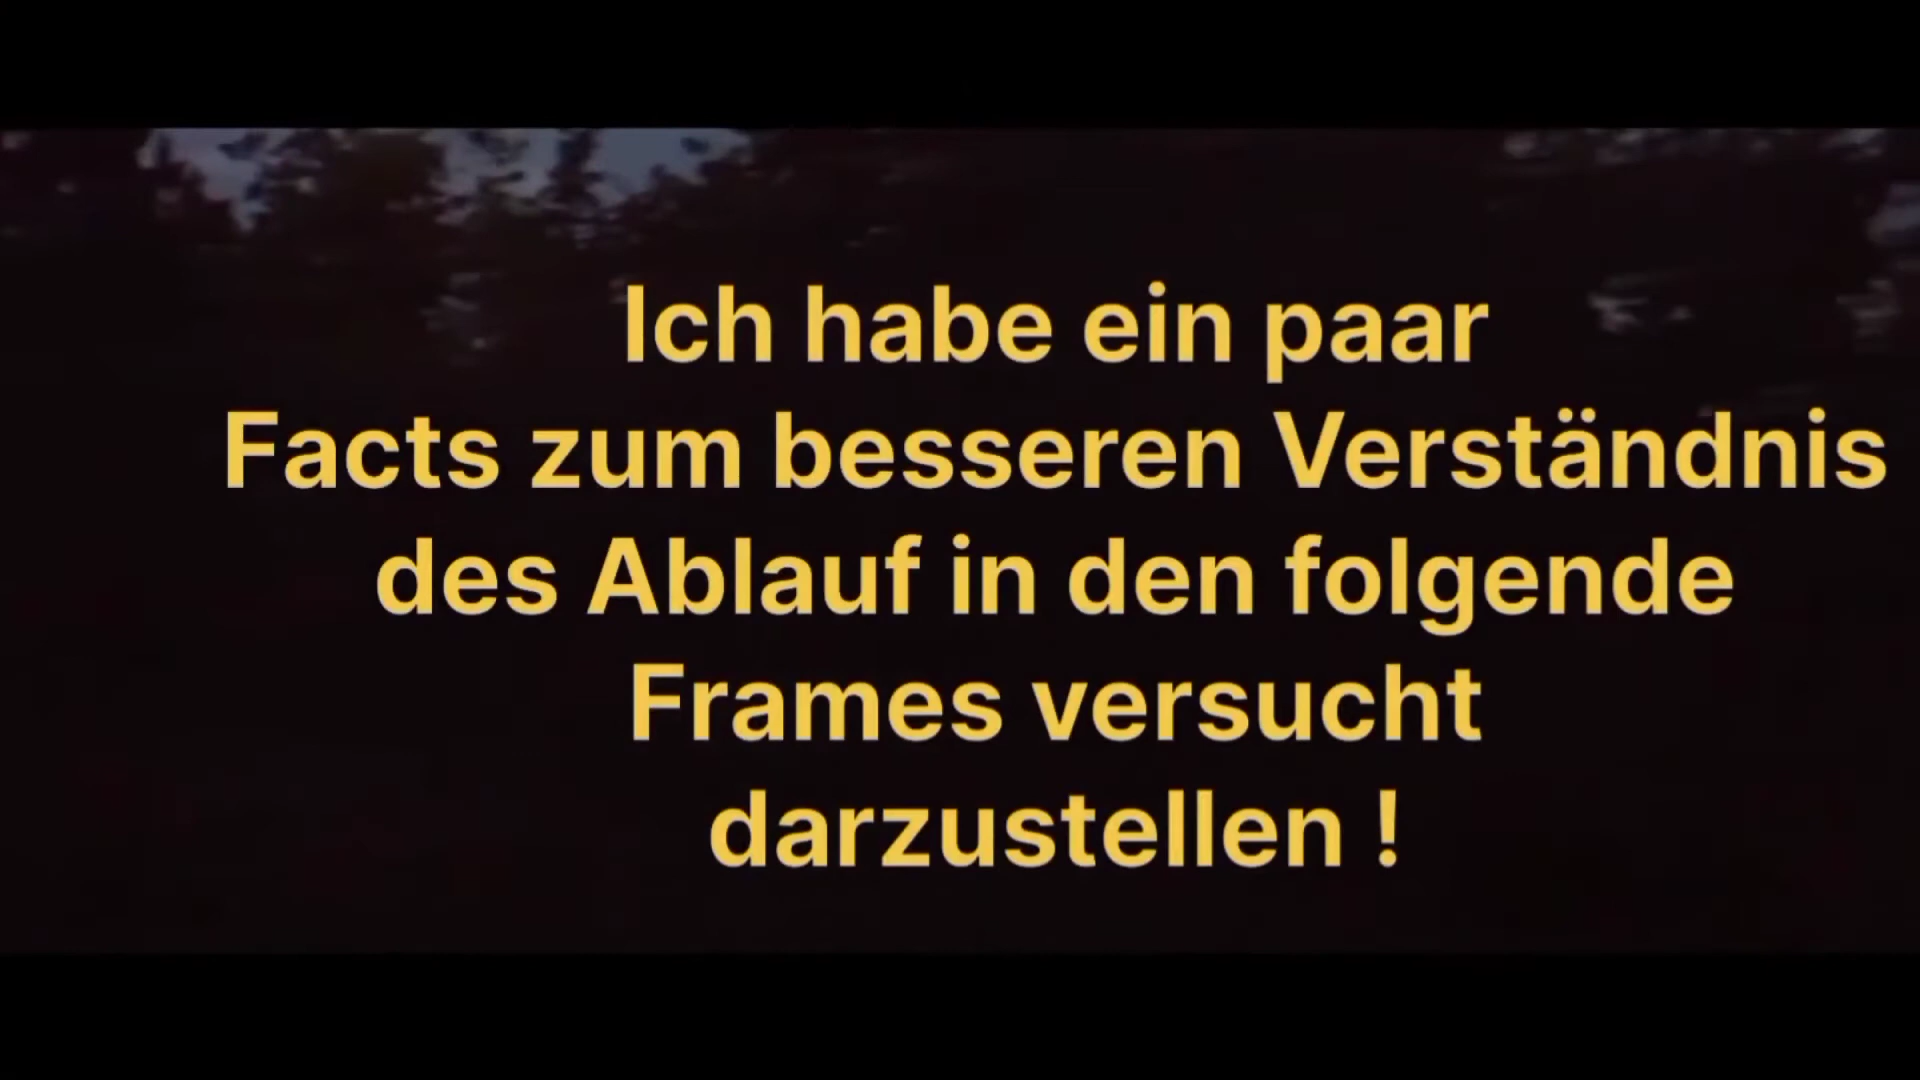 Ich habe ein paar
Facts zum besseren Verständnis
des Ablauf in den folgende
Frames versucht
darzustellen !